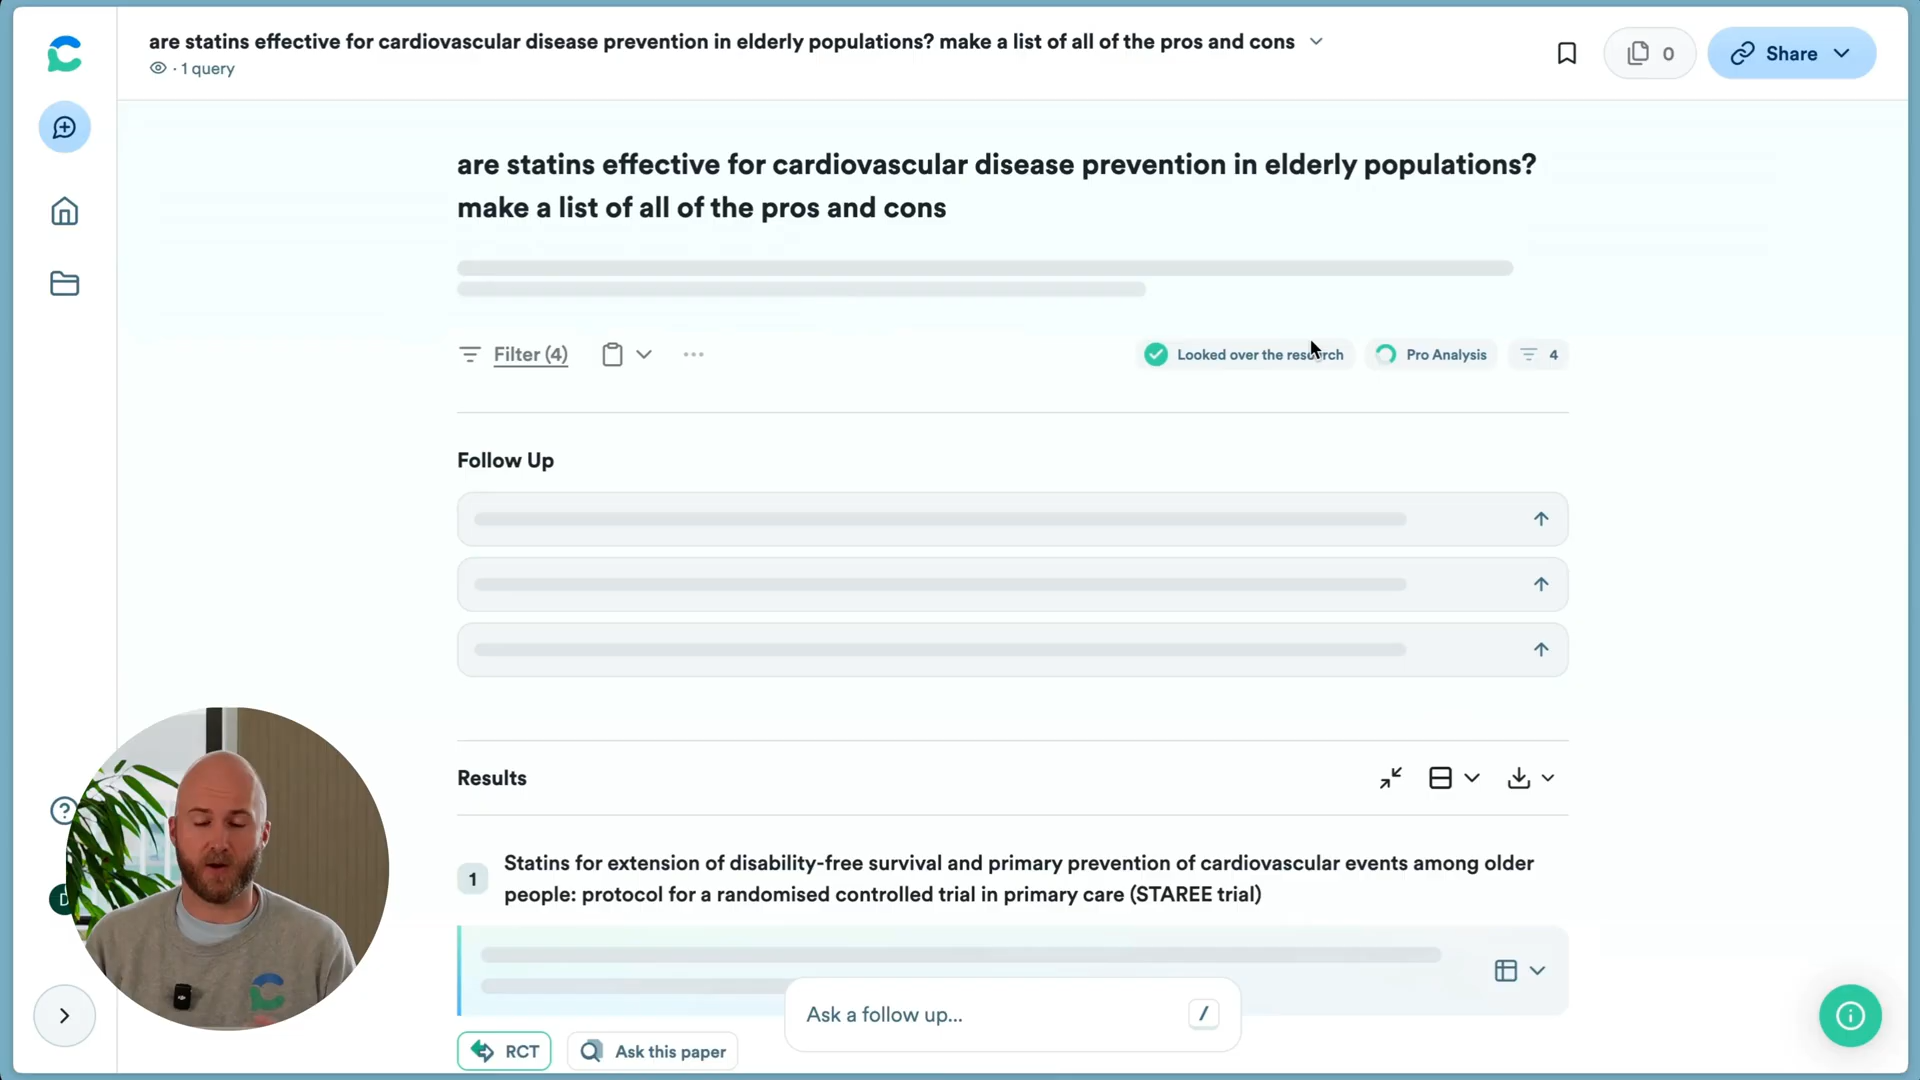 are statins effective for cardiovascular disease prevention in elderly populations? make a list of all of the pros and cons
· 1 query
0
Share
are statins effective for cardiovascular disease prevention in elderly populations?
make a list of all of the pros and cons
Filter (4)
Looked over the research
Pro Analysis
4
Follow Up
Results
1
Statins for extension of disability-free survival and primary prevention of cardiovascular events among older
people: protocol for a randomised controlled trial in primary care (STAREE trial)
Ask a follow up...
/
RCT
Ask this paper